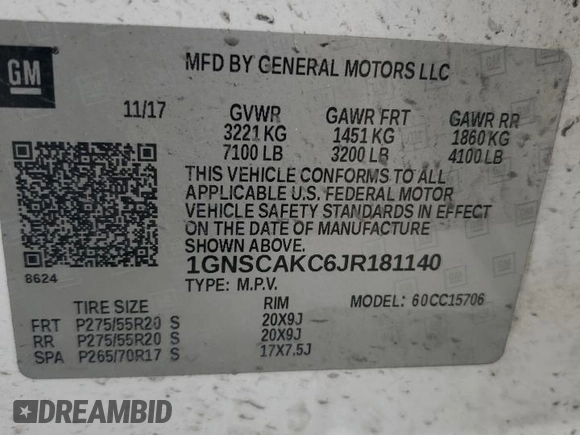 GM
MFD BY GENERAL MOTORS LLC
11/17 GVWR GAWR FRT GAWR RR
3221 KG 1451 KG 1860 KG
7100 LB 3200 LB 4100 LB
THIS VEHICLE CONFORMS TO ALL
APPLICABLE U.S. FEDERAL MOTOR
VEHICLE SAFETY STANDARDS IN EFFECT
ON THE DATE OF MANUFACTURE
SHOWN ABOVE.
8624 1GNSCAKC6JR181140
TYPE: M.P.V.
TIRE SIZE RIM MODEL: 60CC15706
FRT P275/55R20 S 20X9J
RR P275/55R20 S 20X9J
SPA P265/70R17 S 17X7.5J
DREAMBID